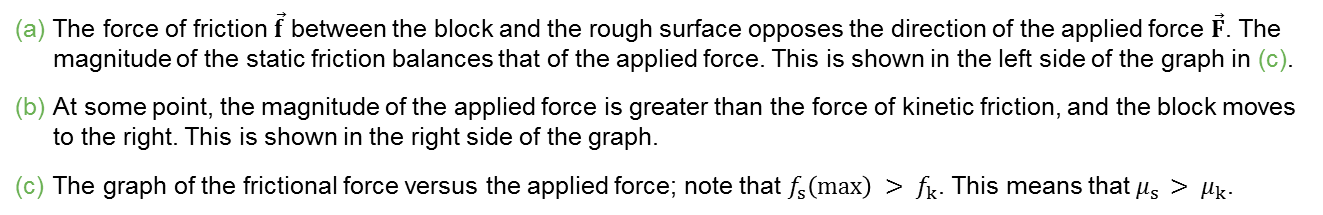 (a) The force of friction f⃗ between the block and the rough surface opposes the direction of the applied force F⃗. The
magnitude of the static friction balances that of the applied force. This is shown in the left side of the graph in (c).
(b) At some point, the magnitude of the applied force is greater than the force of kinetic friction, and the block moves
to the right. This is shown in the right side of the graph.
(c) The graph of the frictional force versus the applied force; note that fₛ(max) > fₖ. This means that μₛ > μₖ.